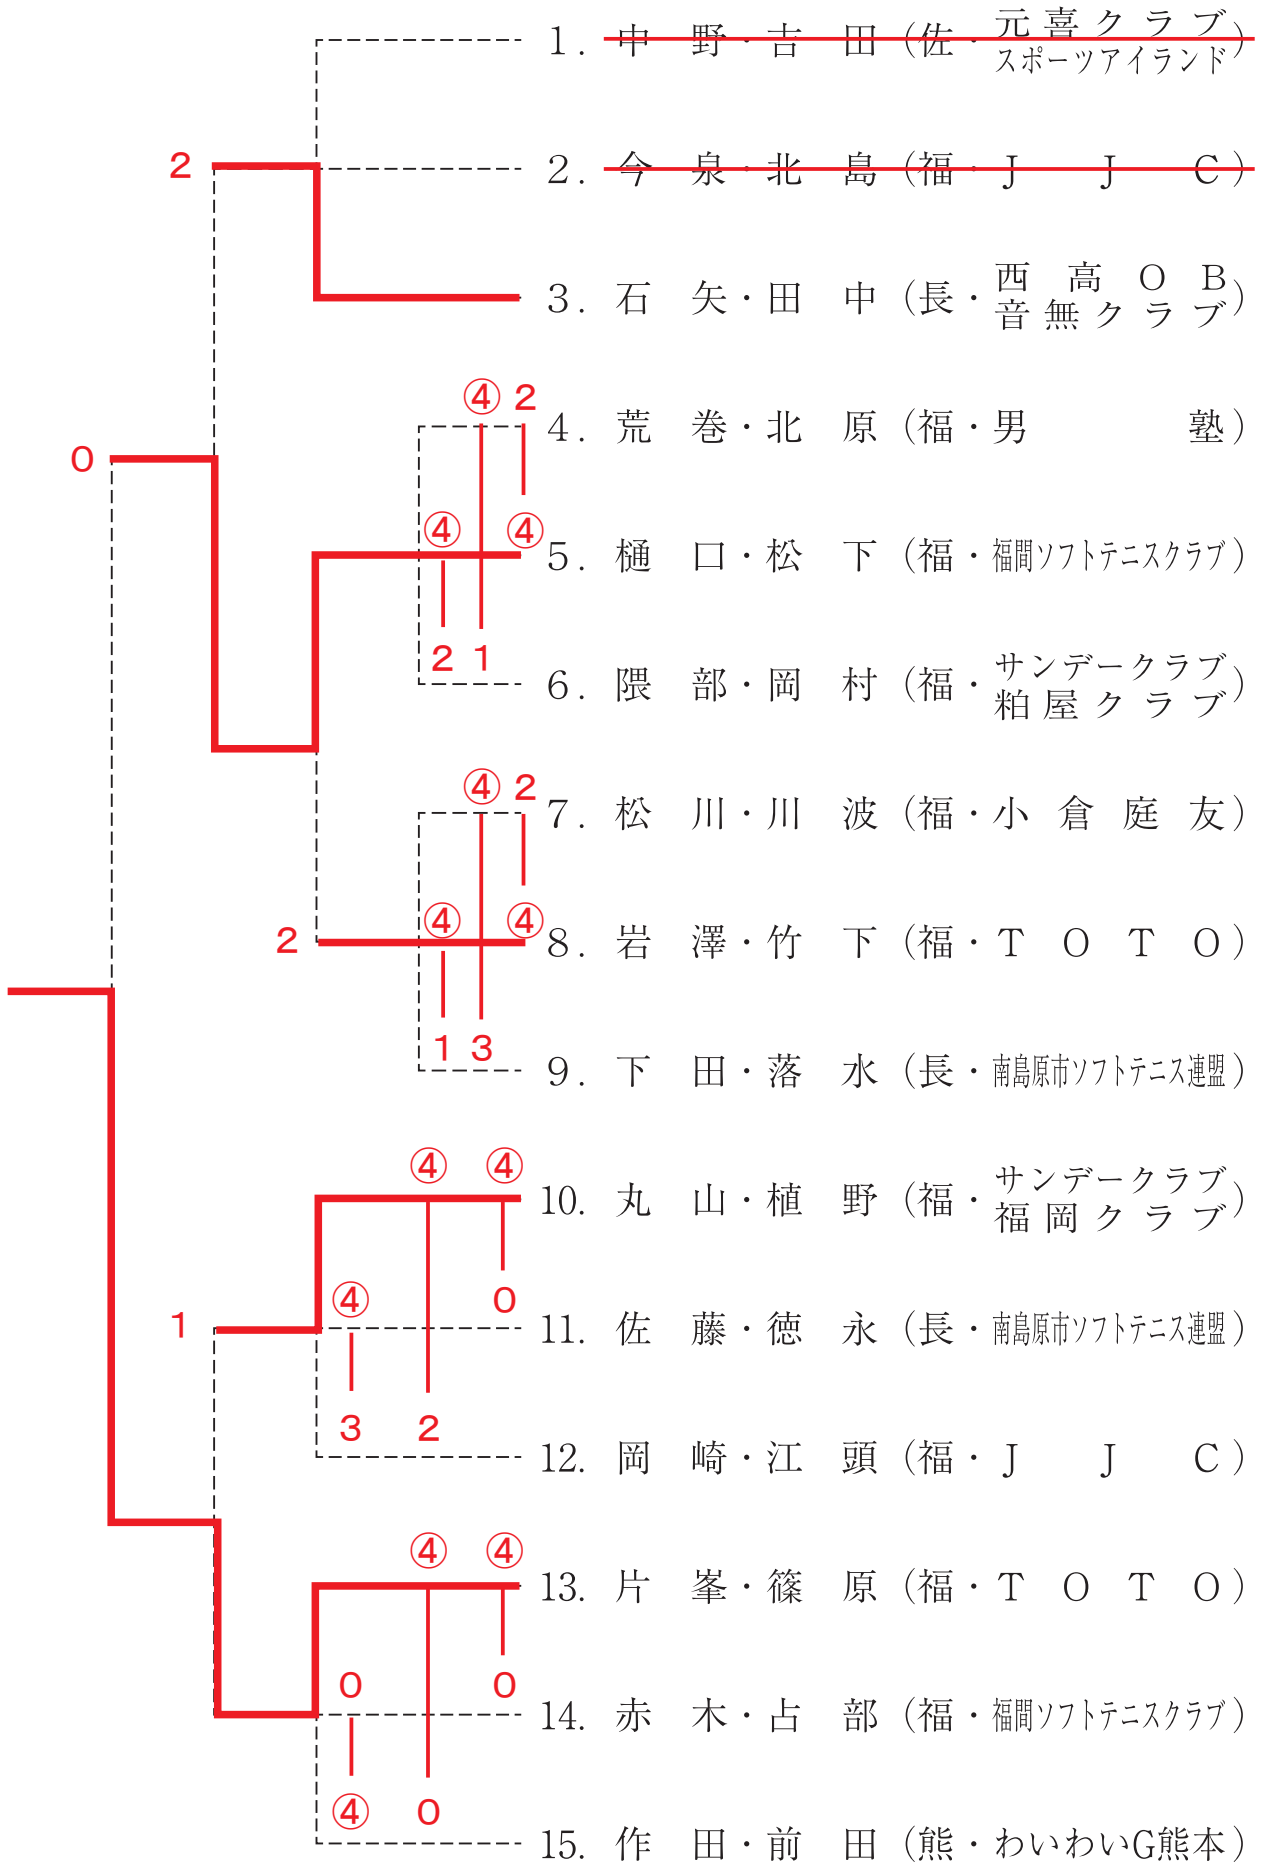 1. 中野・吉田(佐・元喜クラブ
スポーツアイランド)
2
2. 今泉・北島(福・JJC)
3. 石矢・田中(長・西高OB
音無クラブ)
④ 2
4. 荒巻・北原(福・男塾)
0
④ ④
5. 樋口・松下(福・福間ソフトテニスクラブ)
2 1
6. 隈部・岡村(福・サンデークラブ
粕屋クラブ)
④ 2
7. 松川・川波(福・小倉庭友)
④ ④
2
8. 岩澤・竹下(福・TOTO)
1 3
9. 下田・落水(長・南島原市ソフトテニス連盟)
④ ④
10. 丸山・植野(福・サンデークラブ
福岡クラブ)
④ 0
1
11. 佐藤・徳永(長・南島原市ソフトテニス連盟)
3 2
12. 岡崎・江頭(福・JJC)
④ ④
13. 片峯・篠原(福・TOTO)
0 0
14. 赤木・占部(福・福間ソフトテニスクラブ)
④ 0
15. 作田・前田(熊・わいわいG熊本)